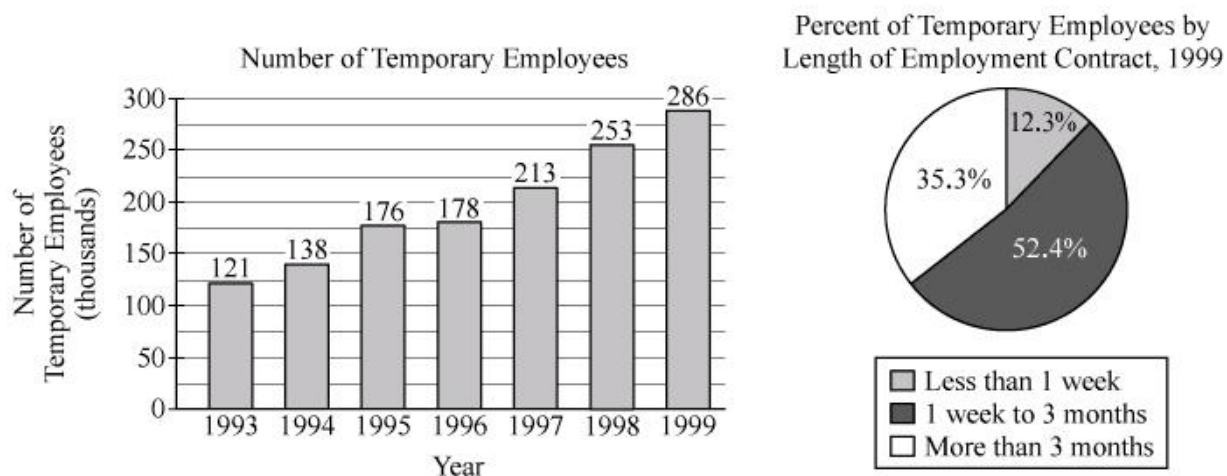 Number of Temporary Employees
Number of
Temporary Employees
(thousands)
300
250
200
150
100
50
0
121
138
176
178
213
253
286
1993 1994 1995 1996 1997 1998 1999
Year
Percent of Temporary Employees by
Length of Employment Contract, 1999
12.3%
35.3%
52.4%
Less than 1 week
1 week to 3 months
More than 3 months